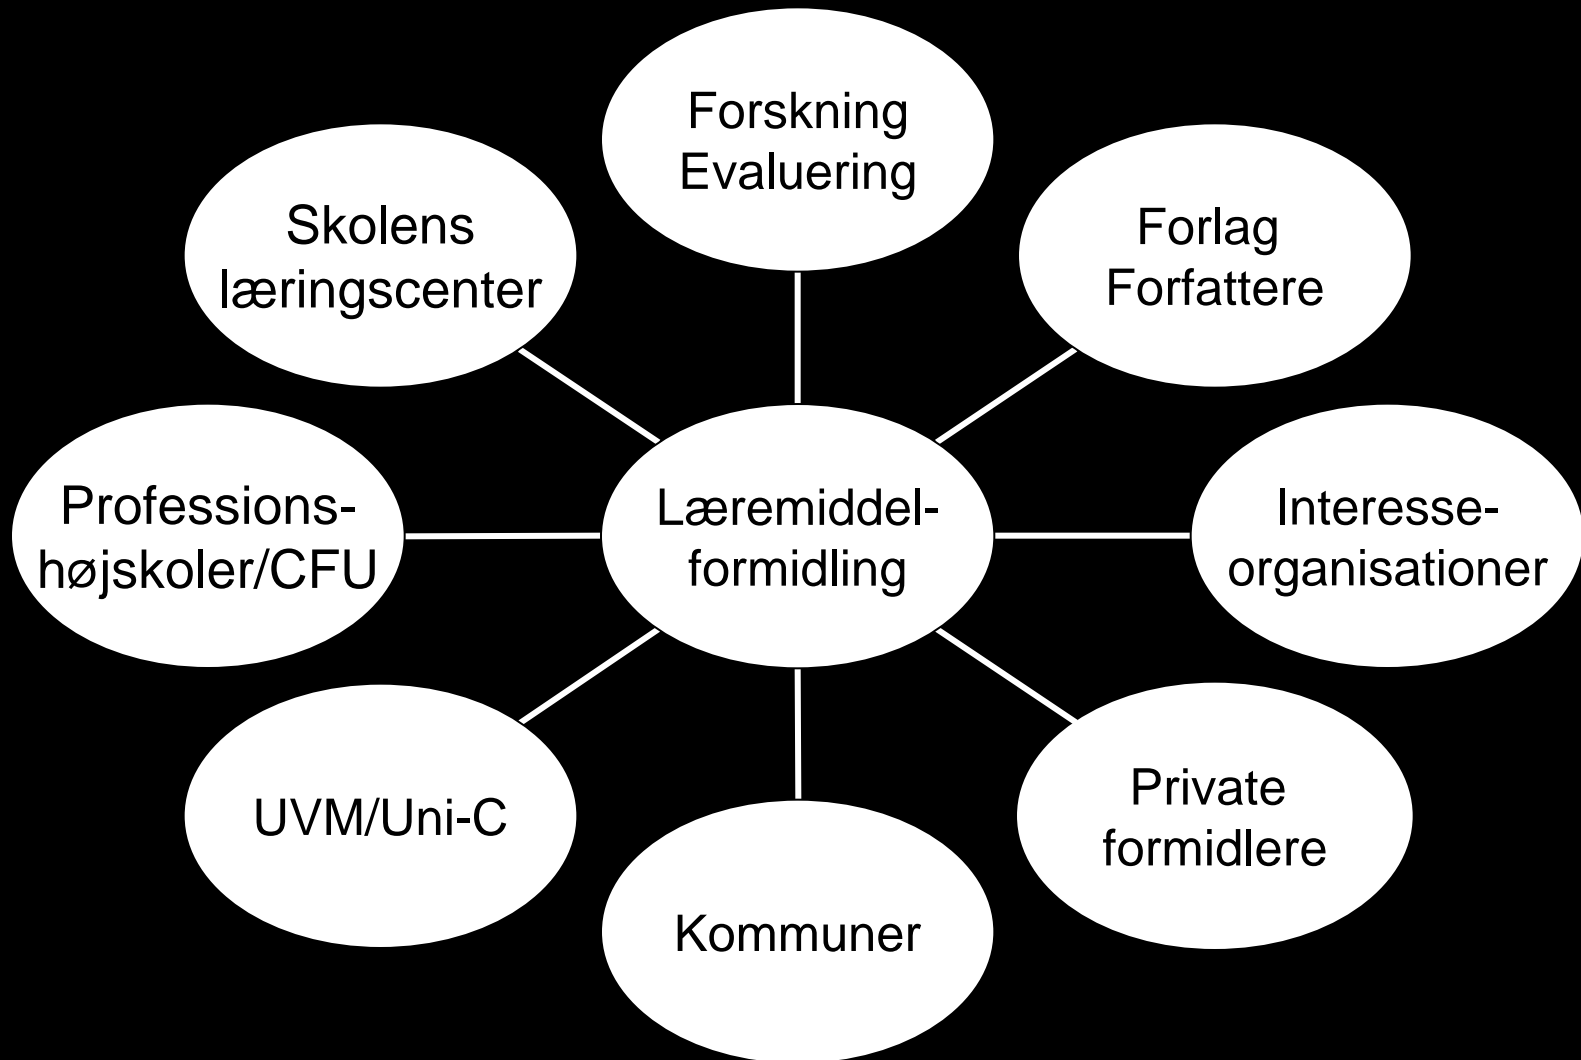 Forskning
Evaluering
Skolens
læringscenter
Forlag
Forfattere
Professions-
højskoler/CFU
Læremiddel-
formidling
Interesse-
organisationer
UVM/Uni-C
Private
formidlere
Kommuner